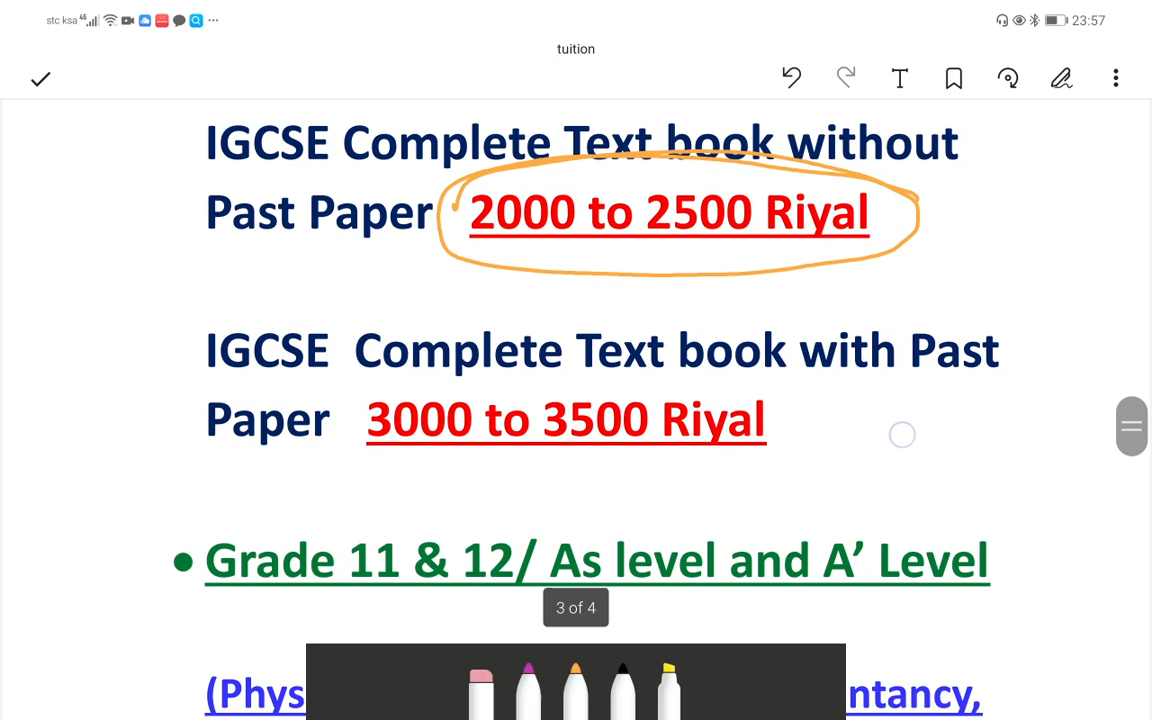 stc ksa 4G 23:57
tuition
IGCSE Complete Text book without
Past Paper 2000 to 2500 Riyal
IGCSE Complete Text book with Past
Paper 3000 to 3500 Riyal
• Grade 11 & 12/ As level and A’ Level
3 of 4
(Phys ntancy,